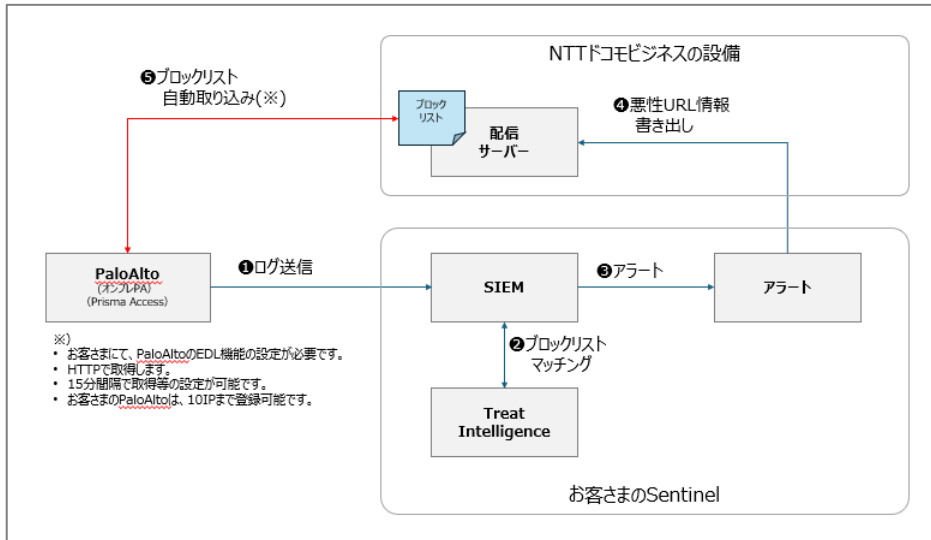 NTTドコモビジネスの設備
❺ブロックリスト
自動取り込み(※)
ブロック
リスト
配信
サーバー
❹悪性URL情報
書き出し
PaloAlto
(オンプレPA)
(Prisma Access)
❶ログ送信
SIEM
❸アラート
アラート
※)
• お客さまにて、PaloAltoのEDL機能の設定が必要です。
• HTTPで取得します。
• 15分間隔で取得等の設定が可能です。
• お客さまのPaloAltoは、10IPまで登録可能です。
❷ブロックリスト
マッチング
Treat
Intelligence
お客さまのSentinel